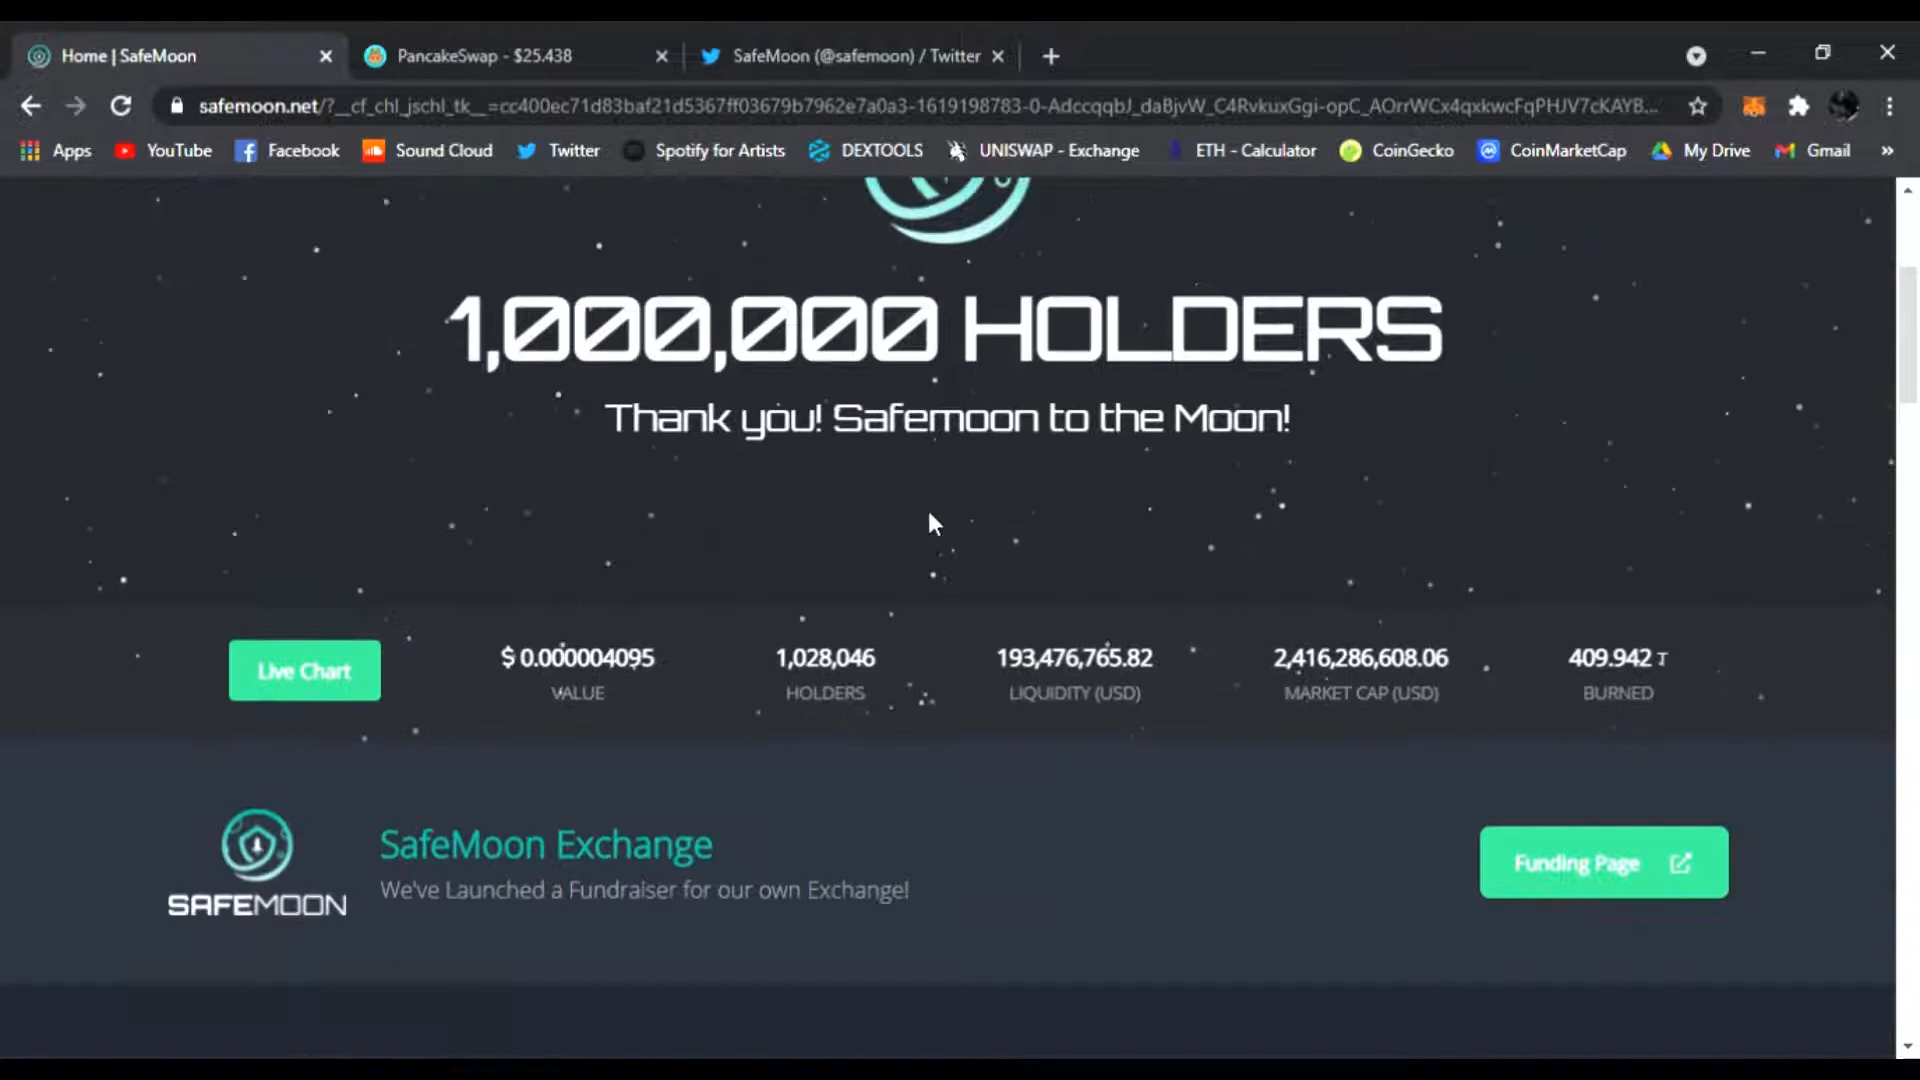 Home | SafeMoon
PancakeSwap - $25.438
SafeMoon (@safemoon) / Twitter
safemoon.net/?__cf_chl_jschl_tk__=cc400ec71d83baf21d5367ff03679b7962e7a0a3-1619198783-0-AdccqqbJ_daBjvW_C4RvkuxGgi-opC_AOrrWCx4qxkwcFqPHJV7cKAYB...
Apps
YouTube
Facebook
Sound Cloud
Twitter
Spotify for Artists
DEXTOOLS
UNISWAP - Exchange
ETH - Calculator
CoinGecko
CoinMarketCap
My Drive
Gmail
»
1,000,000 HOLDERS
Thank you! Safemoon to the Moon!
Live Chart
$ 0.000004095
VALUE
1,028,046
HOLDERS
193,476,765.82
LIQUIDITY (USD)
2,416,286,608.06
MARKET CAP (USD)
409.942 T
BURNED
SAFEMOON
SafeMoon Exchange
We've Launched a Fundraiser for our own Exchange!
Funding Page